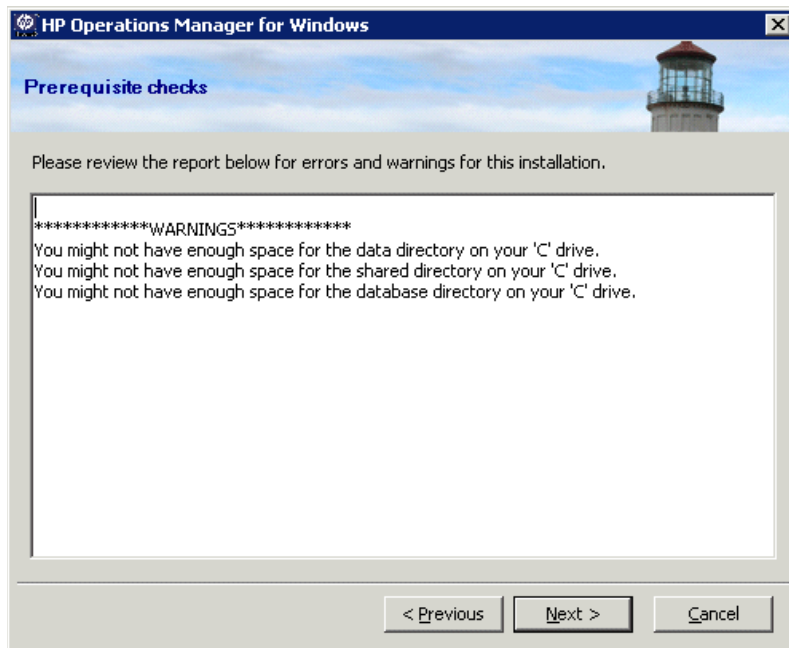 HP Operations Manager for Windows
Prerequisite checks
Please review the report below for errors and warnings for this installation.
************WARNINGS************
You might not have enough space for the data directory on your 'C' drive.
You might not have enough space for the shared directory on your 'C' drive.
You might not have enough space for the database directory on your 'C' drive.
< Previous
Next >
Cancel